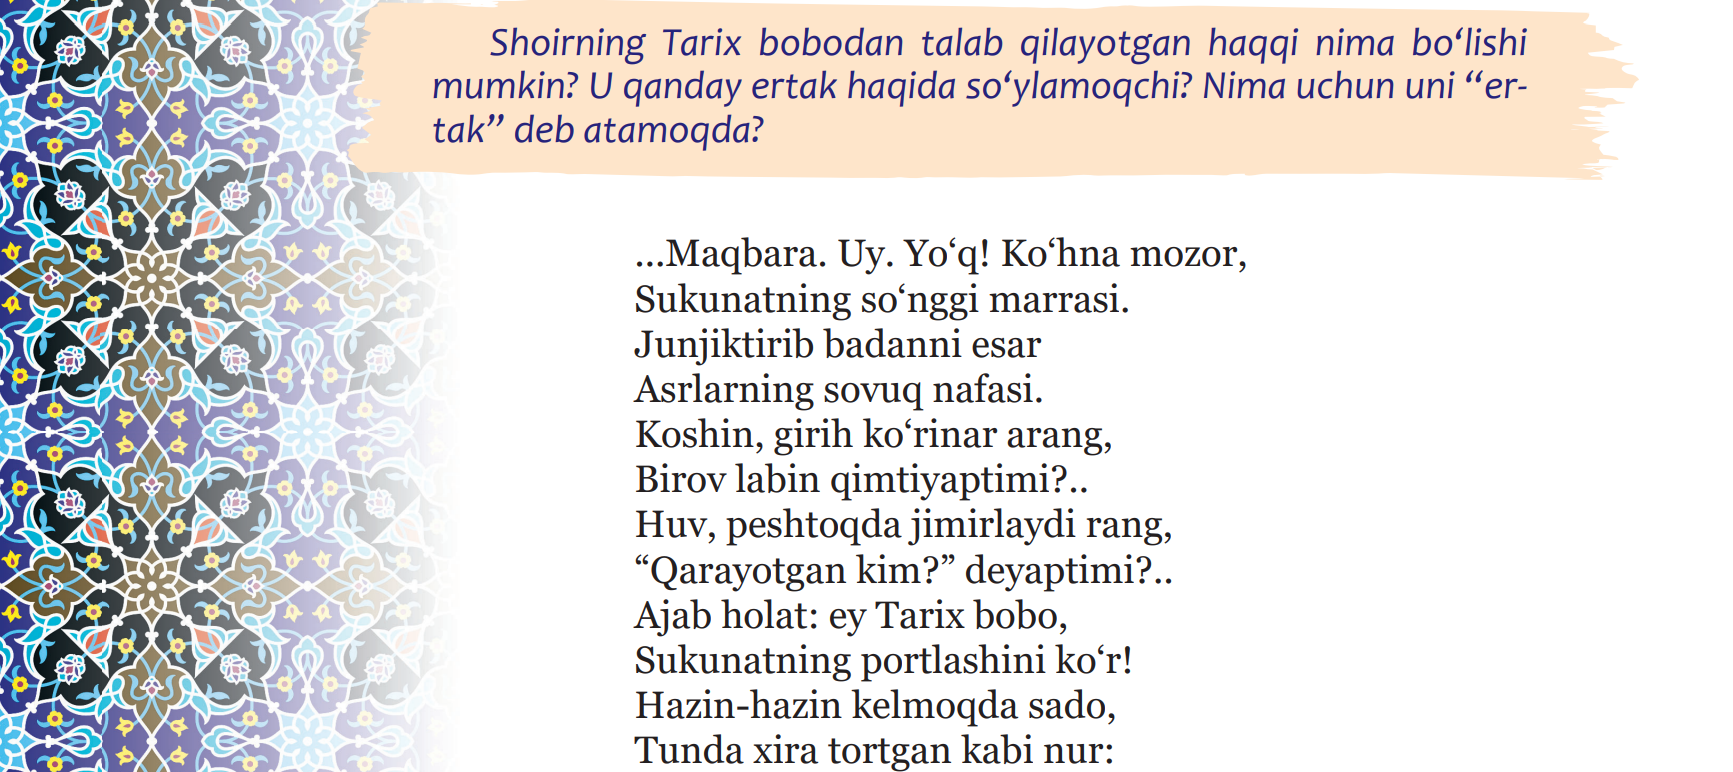 Shoirning Tarix bobodan talab qilayotgan haqqi nima bo‘lishi
mumkin? U qanday ertak haqida so‘ylamoqchi? Nima uchun uni “er-
tak” deb atamoqda?
...Maqbara. Uy. Yo‘q! Ko‘hna mozor,
Sukunatning so‘nggi marrasi.
Junjiktirib badanni esar
Asrlarning sovuq nafasi.
Koshin, girih ko‘rinar arang,
Birov labin qimtiyaptimi?..
Huv, peshtoqda jimirlaydi rang,
“Qarayotgan kim?” deyaptimi?..
Ajab holat: ey Tarix bobo,
Sukunatning portlashini ko‘r!
Hazin-hazin kelmoqda sado,
Tunda xira tortgan kabi nur: